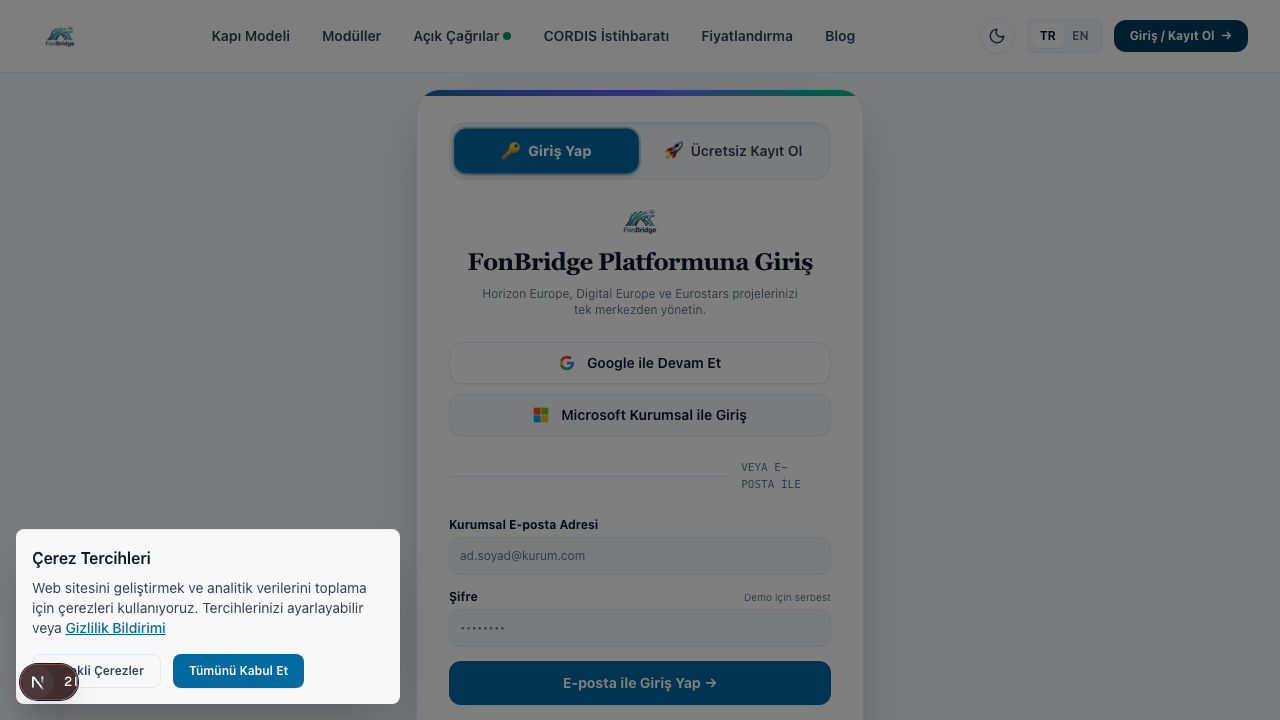 FonBridge
Kapı Modeli
Modüller
Açık Çağrılar
CORDIS İstihbaratı
Fiyatlandırma
Blog
TR
EN
Giriş / Kayıt Ol →
🔑 Giriş Yap
🚀 Ücretsiz Kayıt Ol
FonBridge
FonBridge Platformuna Giriş
Horizon Europe, Digital Europe ve Eurostars projelerinizi
tek merkezden yönetin.
Google ile Devam Et
Microsoft Kurumsal ile Giriş
VEYA E-
POSTA İLE
Kurumsal E-posta Adresi
ad.soyad@kurum.com
Şifre
Demo için serbest
••••••••
E-posta ile Giriş Yap →
Çerez Tercihleri
Web sitesini geliştirmek ve analitik verilerini toplama
için çerezleri kullanıyoruz. Tercihlerinizi ayarlayabilir
veya Gizlilik Bildirimi
Çerezler
Tümünü Kabul Et
N
2